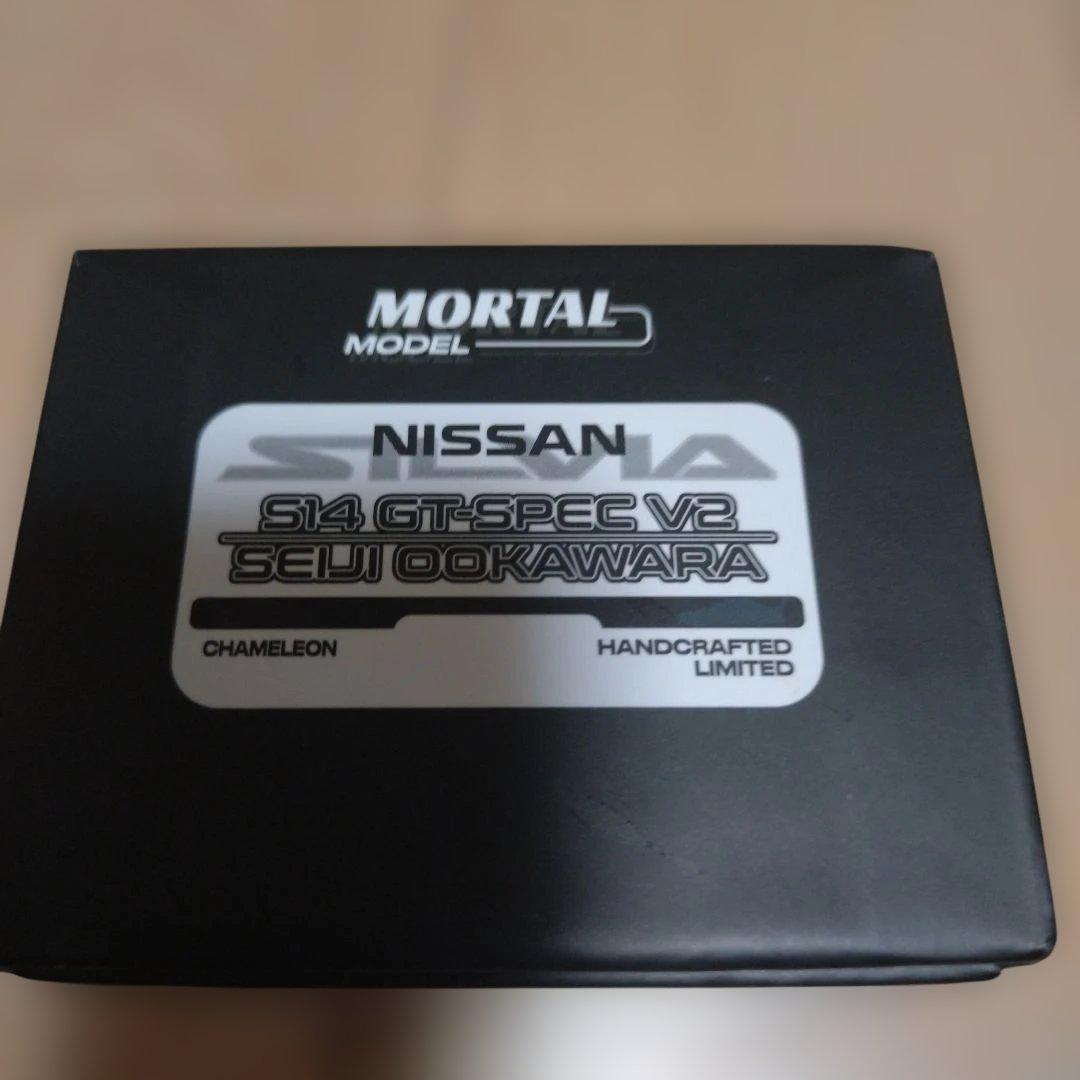 MORTAL
MODEL
SILVIA
NISSAN
S14 GT-SPEC V2
SEIJI OOKAWARA
CHAMELEON
HANDCRAFTED
LIMITED